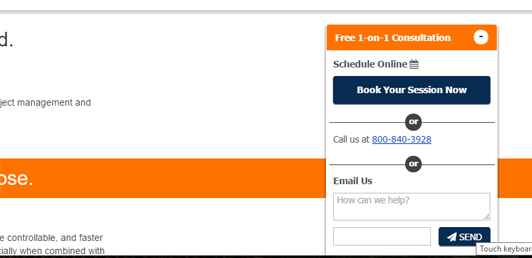 d.
ject management and
ose.
e controllable, and faster
cially when combined with
Free 1-on-1 Consultation
Schedule Online
Book Your Session Now
or
Call us at 800-840-3928
or
Email Us
How can we help?
SEND
Touch keyboar